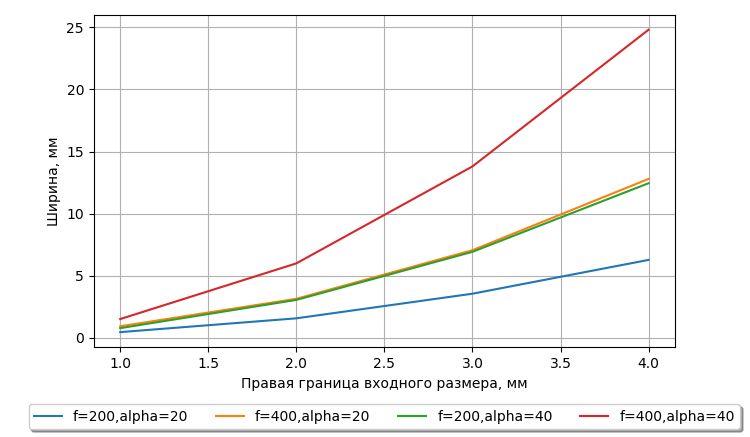 25
20
15
10
5
0
Ширина, мм
1.0 1.5 2.0 2.5 3.0 3.5 4.0
Правая граница входного размера, мм
f=200,alpha=20 f=400,alpha=20 f=200,alpha=40 f=400,alpha=40